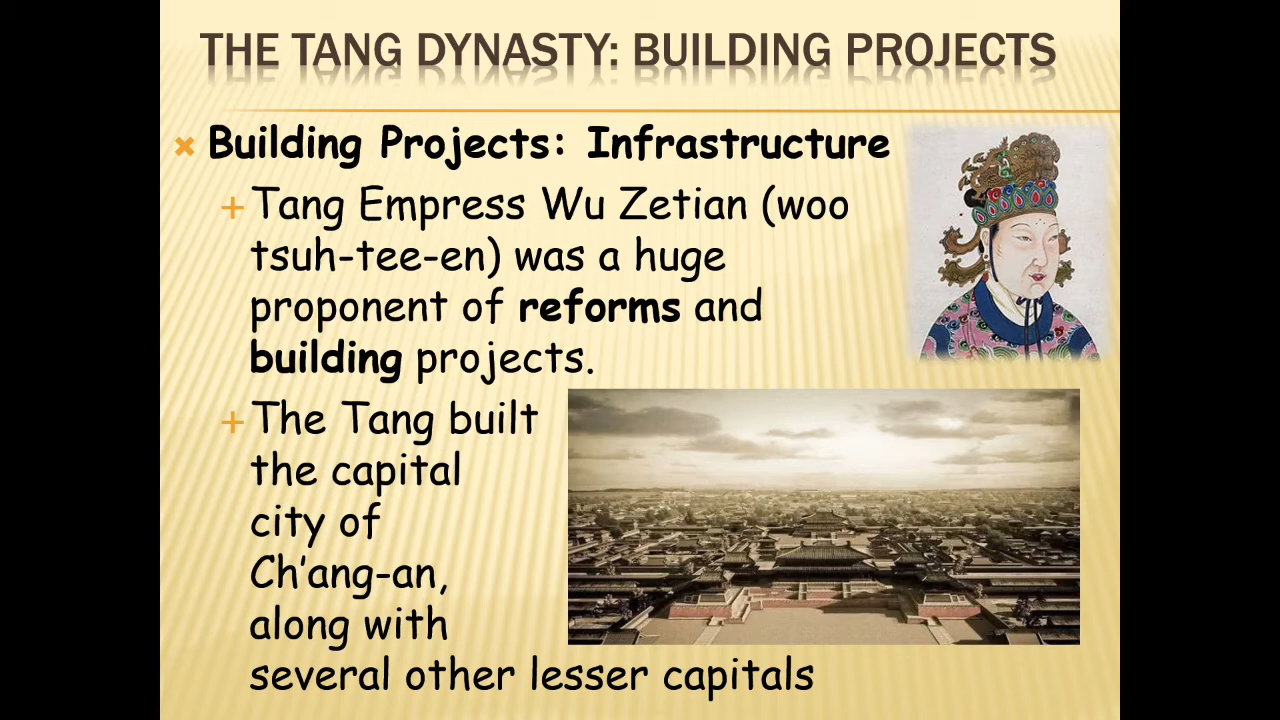 THE TANG DYNASTY: BUILDING PROJECTS
Building Projects: Infrastructure
Tang Empress Wu Zetian (woo
tsuh-tee-en) was a huge
proponent of reforms and
building projects.
The Tang built
the capital
city of
Ch’ang-an,
along with
several other lesser capitals